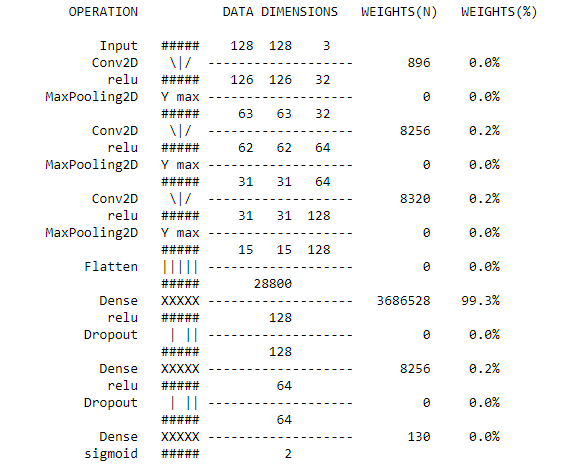 OPERATION           DATA DIMENSIONS   WEIGHTS(N)   WEIGHTS(%)
Input   #####   128  128    3
Conv2D    \|/  -------------------       896     0.0%
relu   #####   126  126   32
MaxPooling2D   Y max -------------------         0     0.0%
#####    63   63   32
Conv2D    \|/  -------------------      8256     0.2%
relu   #####    62   62   64
MaxPooling2D   Y max -------------------         0     0.0%
#####    31   31   64
Conv2D    \|/  -------------------      8320     0.2%
relu   #####    31   31  128
MaxPooling2D   Y max -------------------         0     0.0%
#####    15   15  128
Flatten   ||||| -------------------         0     0.0%
#####       28800
Dense   XXXXX -------------------   3686528    99.3%
relu   #####         128
Dropout    | || -------------------         0     0.0%
#####         128
Dense   XXXXX -------------------      8256     0.2%
relu   #####          64
Dropout    | || -------------------         0     0.0%
#####          64
Dense   XXXXX -------------------       130     0.0%
sigmoid   #####           2